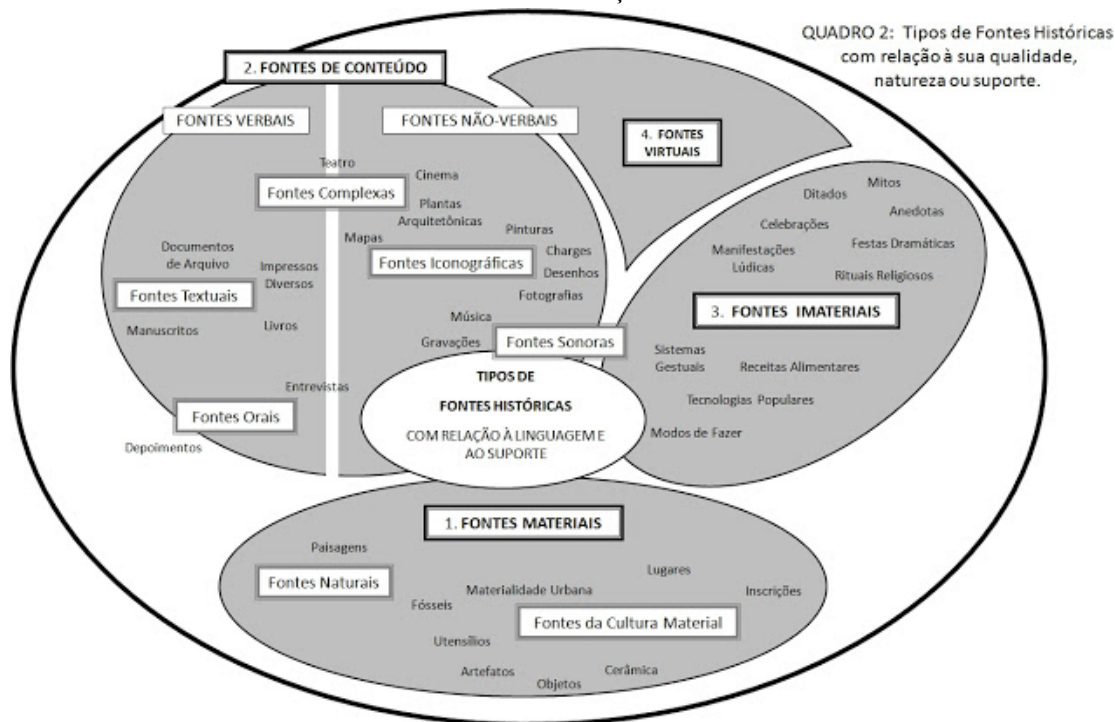 QUADRO 2: Tipos de Fontes Históricas
com relação à sua qualidade,
natureza ou suporte.
2. FONTES DE CONTEÚDO
FONTES VERBAIS
FONTES NÃO-VERBAIS
Teatro
Fontes Complexas
Cinema
Plantas
Arquitetônicas
Mapas
Pinturas
Fontes Iconográficas
Charges
Desenhos
Fotografias
Documentos
de Arquivo
Impressos
Diversos
Fontes Textuais
Manuscritos
Livros
Música
Gravações
Fontes Sonoras
Entrevistas
Fontes Orais
Depoimentos
4. FONTES
VIRTUAIS
Ditados
Mitos
Anedotas
Celebrações
Manifestações
Lúdicas
Festas Dramáticas
Rituais Religiosos
3. FONTES IMATERIAIS
Sistemas
Gestuais
Receitas Alimentares
Tecnologias Populares
Modos de Fazer
TIPOS DE
FONTES HISTÓRICAS
COM RELAÇÃO À LINGUAGEM E
AO SUPORTE
1. FONTES MATERIAIS
Paisagens
Fontes Naturais
Fósseis
Materialidade Urbana
Lugares
Inscrições
Fontes da Cultura Material
Utensílios
Artefatos
Objetos
Cerâmica